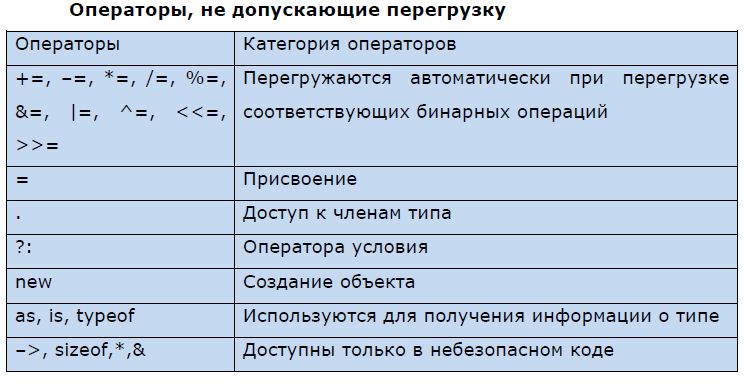 Операторы, не допускающие перегрузку
Операторы Категория операторов
+=, –=, *=, /=, %=, Перегружаются автоматически при перегрузке
&=, |=, ^=, <<=, соответствующих бинарных операций
>>=
= Присвоение
. Доступ к членам типа
?: Оператора условия
new Создание объекта
as, is, typeof Используются для получения информации о типе
–>, sizeof,*,& Доступны только в небезопасном коде